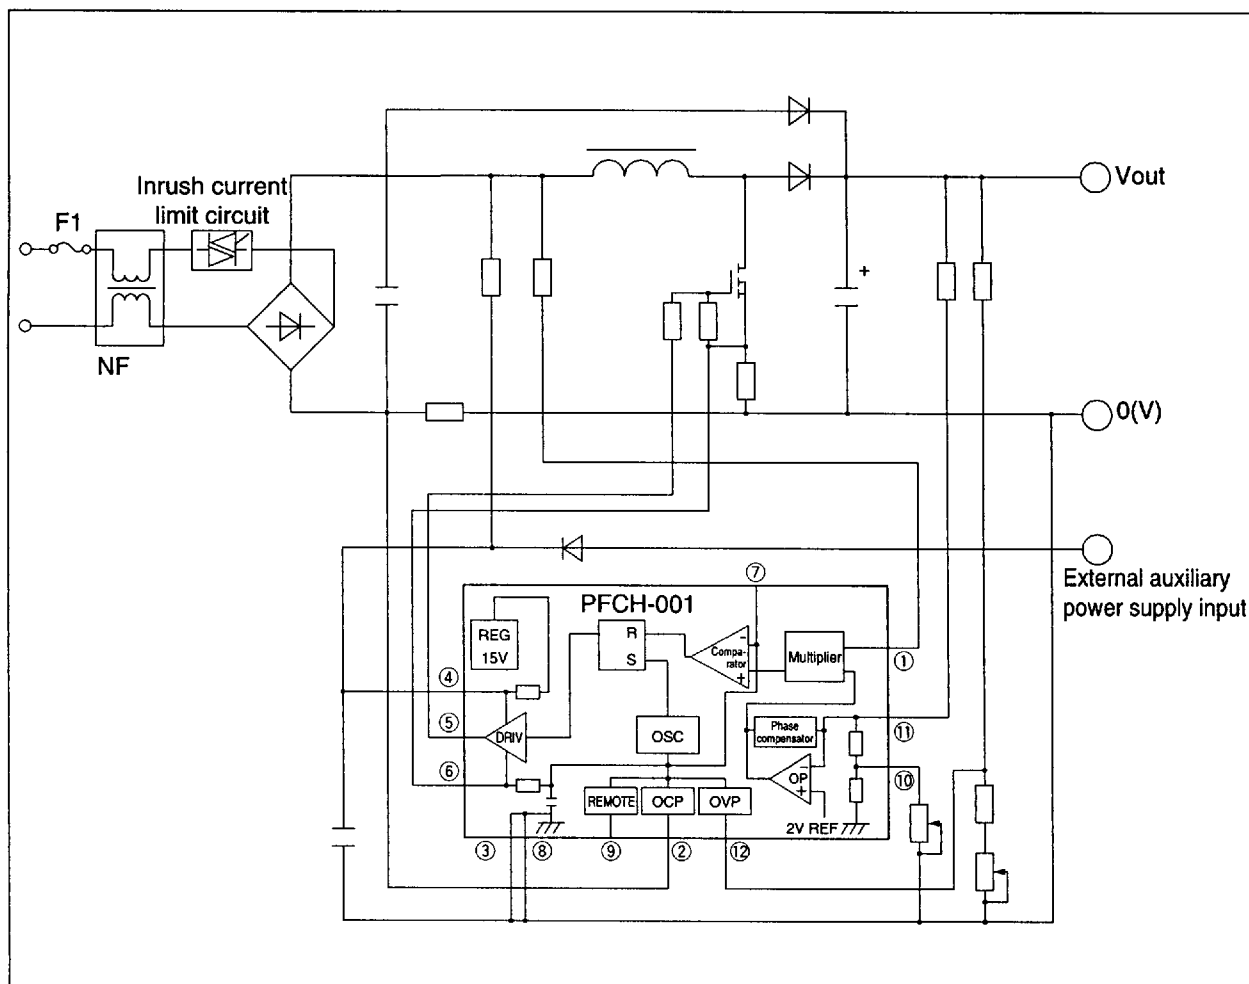 Vout
Inrush current
limit circuit
F1
+
NF
0(V)
External auxiliary
power supply input
⑦
PFCH-001
REG
15V
R
S
Compa-
rator
−
+
Multiplier
①
④
⑤
DRIV
OSC
Phase
compensator
⑪
⑥
OP
−
+
⑩
REMOTE
OCP
OVP
2V REF
③
⑧
⑨
②
⑫